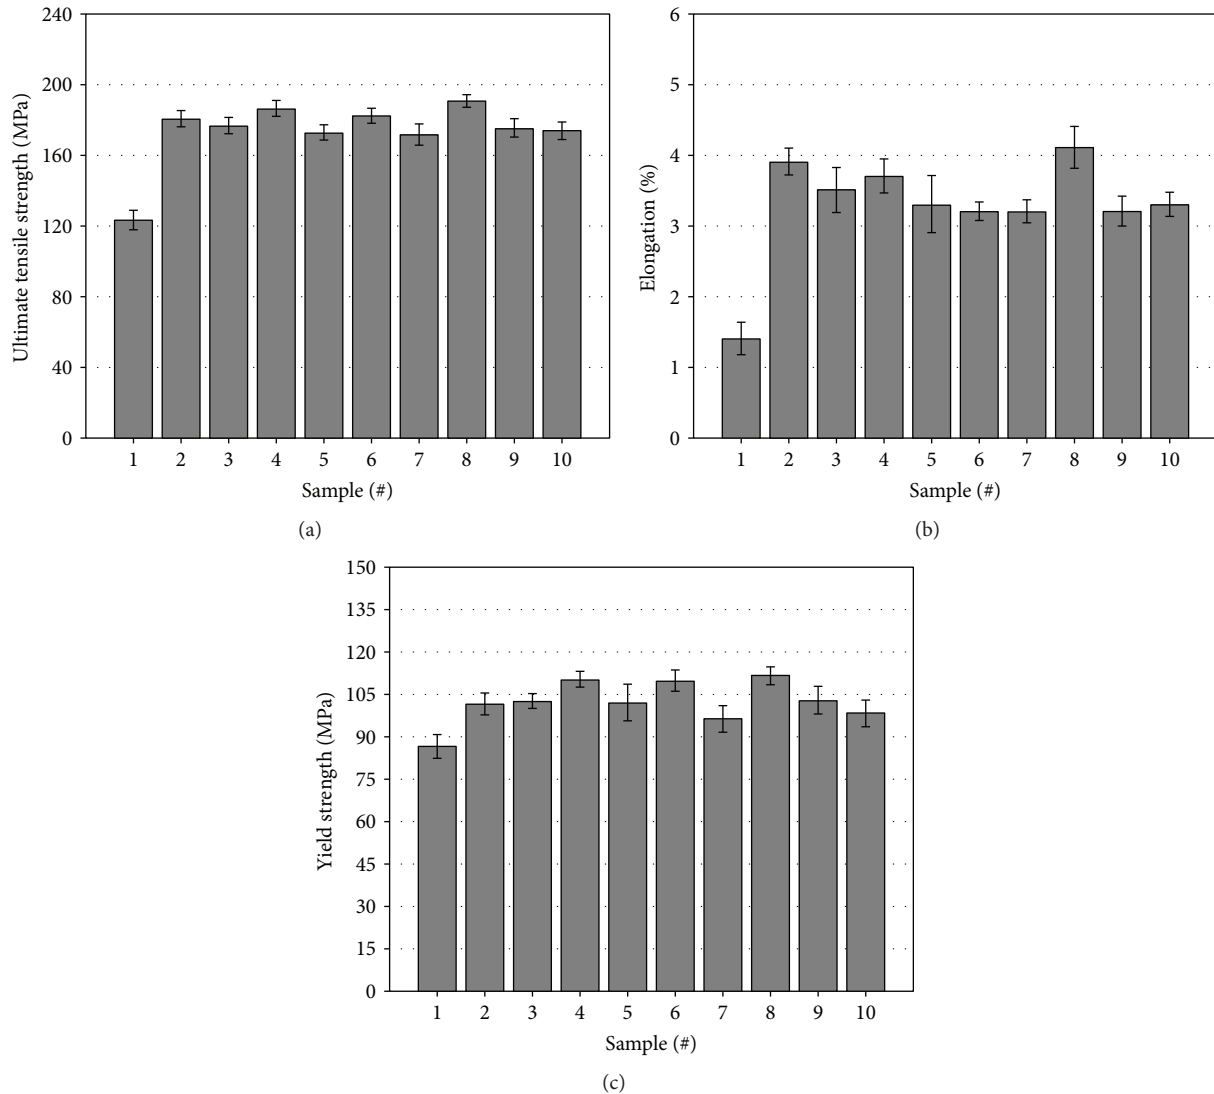 240
200
160
120
80
40
0
Ultimate tensile strength (MPa)
1 2 3 4 5 6 7 8 9 10
Sample (#)
(a)
6
5
4
3
2
1
0
Elongation (%)
1 2 3 4 5 6 7 8 9 10
Sample (#)
(b)
150
135
120
105
90
75
60
45
30
15
0
Yield strength (MPa)
1 2 3 4 5 6 7 8 9 10
Sample (#)
(c)